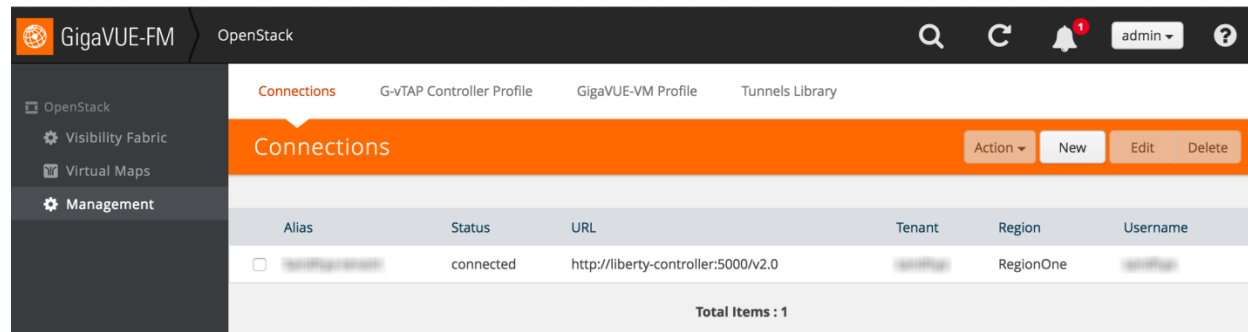 GigaVUE-FM OpenStack 1 admin
OpenStack
Visibility Fabric
Virtual Maps
Management
Connections G-vTAP Controller Profile GigaVUE-VM Profile Tunnels Library
Connections Action New Edit Delete
Alias Status URL Tenant Region Username
connected http://liberty-controller:5000/v2.0 RegionOne
Total Items : 1